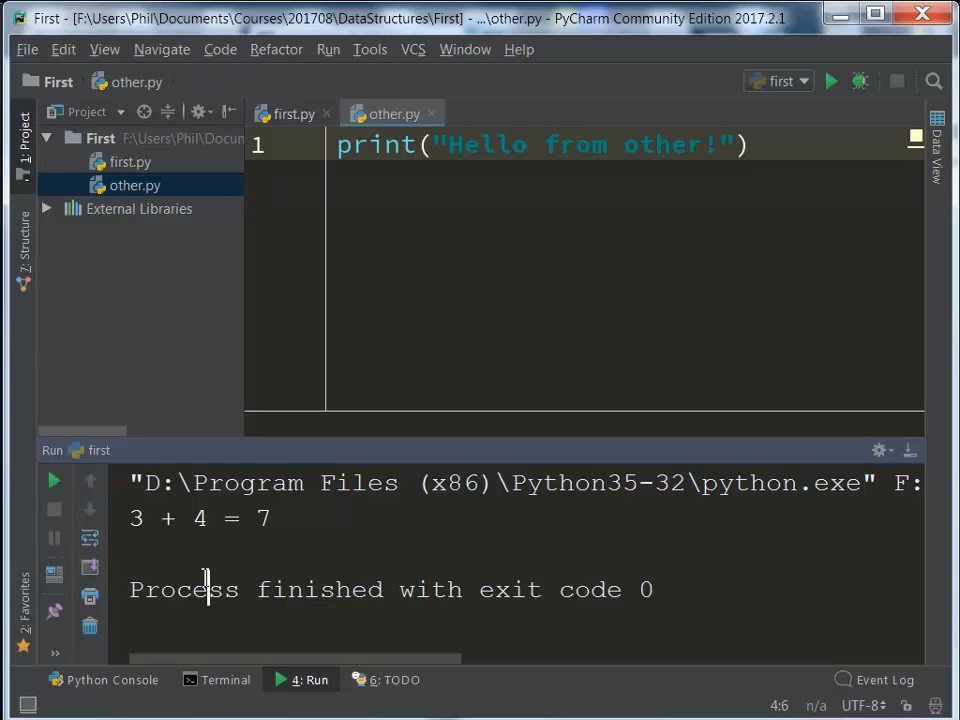 First - [F:\Users\Phil\Documents\Courses\201708\DataStructures\First] - ...\other.py - PyCharm Community Edition 2017.2.1
File Edit View Navigate Code Refactor Run Tools VCS Window Help
First other.py first
1: Project
Project
first.py other.py
1 print("Hello from other!")
First F:\Users\Phil\Docum
first.py
other.py
External Libraries
Data View
7: Structure
2: Favorites
Run first
"D:\Program Files (x86)\Python35-32\python.exe" F:
3 + 4 = 7
Process finished with exit code 0
»
Python Console Terminal 4: Run 6: TODO Event Log
4:6 n/a UTF-8